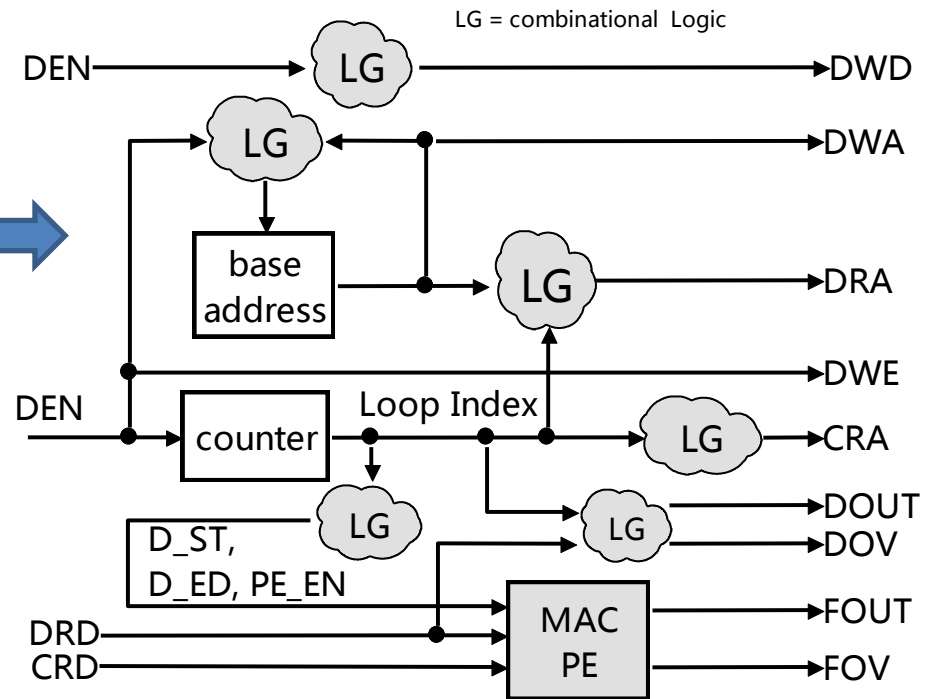 LG = combinational Logic
DEN
LG
DWD
LG
DWA
base
address
LG
DRA
DWE
DEN
counter
Loop Index
LG
CRA
LG
LG
DOUT
DOV
D_ST,
D_ED, PE_EN
MAC
PE
FOUT
DRD
CRD
FOV